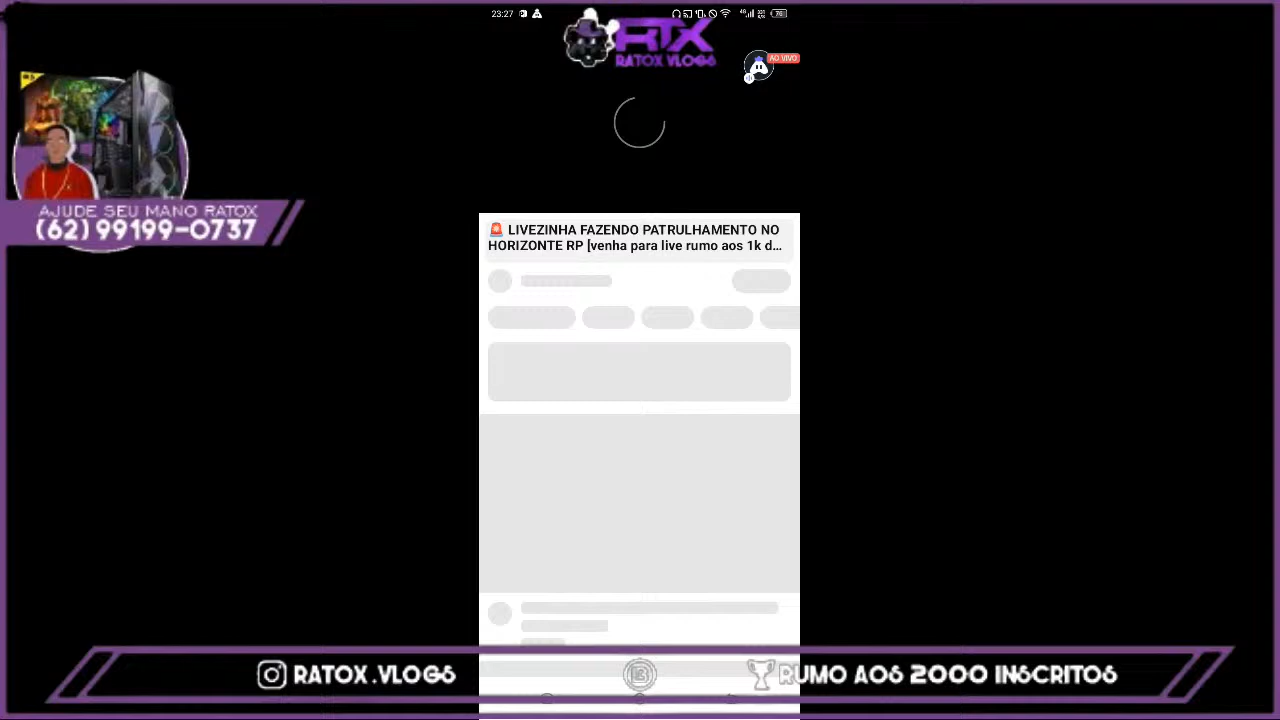 23:27
RTX
RATOX VLOGS
AO VIVO
AJUDE SEU MANO RATOX
(62) 99199-0737
🚨 LIVEZINHA FAZENDO PATRULHAMENTO NO
HORIZONTE RP [venha para live rumo aos 1k d...
RATOX.VLOGS
RUMO AOS 2000 INSCRITOS